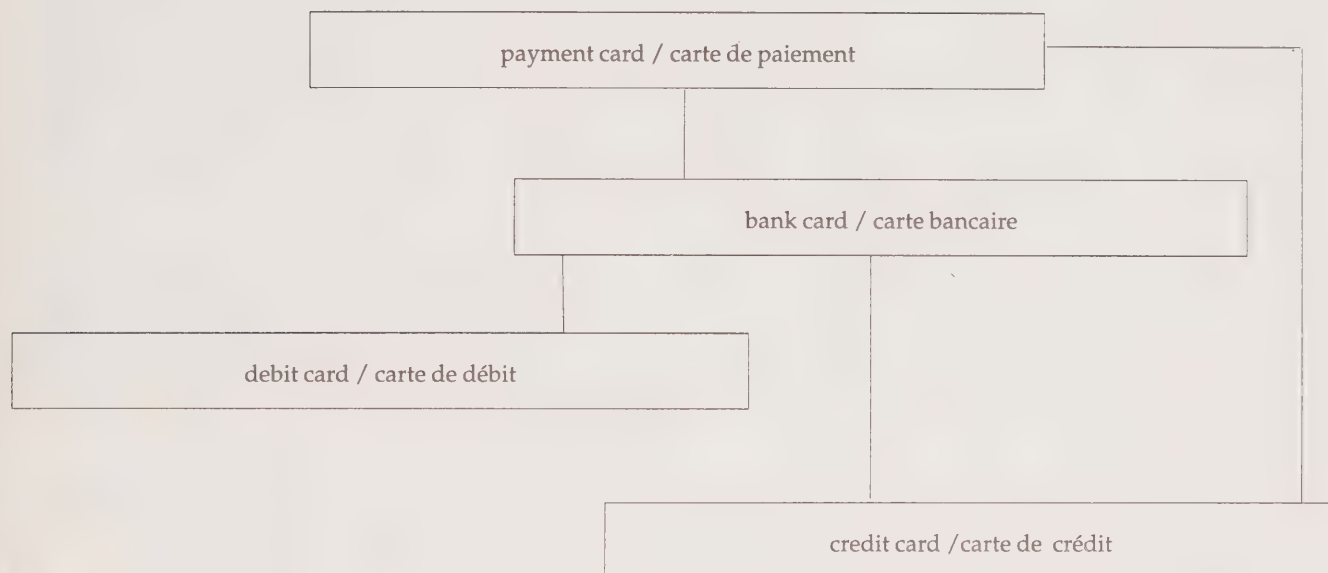 payment card / carte de paiement
bank card / carte bancaire
debit card / carte de débit
credit card /carte de crédit